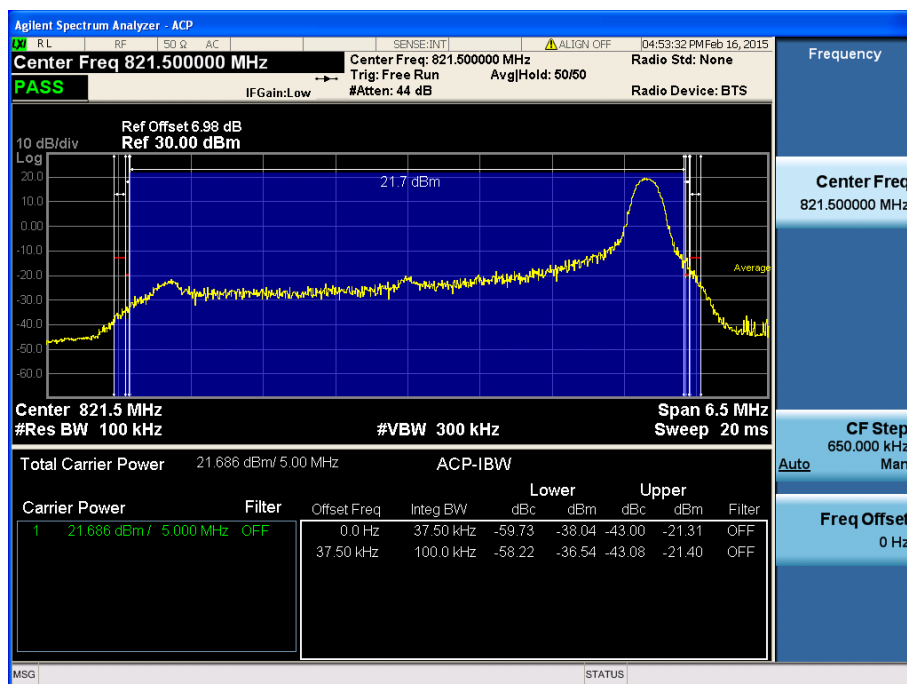 Agilent Spectrum Analyzer - ACP
LXI RL RF 50 Ω AC SENSE:INT ALIGN OFF 04:53:32 PM Feb 16, 2015
Center Freq 821.500000 MHz
Center Freq: 821.500000 MHz
Radio Std: None
Trig: Free Run Avg|Hold: 50/50
PASS
IFGain:Low
#Atten: 44 dB
Radio Device: BTS
Ref Offset 6.98 dB
10 dB/div Ref 30.00 dBm
Log
20.0
10.0
0.00
-10.0
-20.0
-30.0
-40.0
-50.0
-60.0
21.7 dBm
Average
Center 821.5 MHz Span 6.5 MHz
#Res BW 100 kHz #VBW 300 kHz Sweep 20 ms
Total Carrier Power 21.686 dBm/ 5.00 MHz ACP-IBW
Lower Upper
Carrier Power Filter Offset Freq Integ BW dBc dBm dBc dBm Filter
1 21.686 dBm / 5.000 MHz OFF 0.0 Hz 37.50 kHz -59.73 -38.04 -43.00 -21.31 OFF
37.50 kHz 100.0 kHz -58.22 -36.54 -43.08 -21.40 OFF
MSG STATUS
Frequency
Center Freq
821.500000 MHz
CF Step
650.000 kHz
Auto Man
Freq Offset
0 Hz